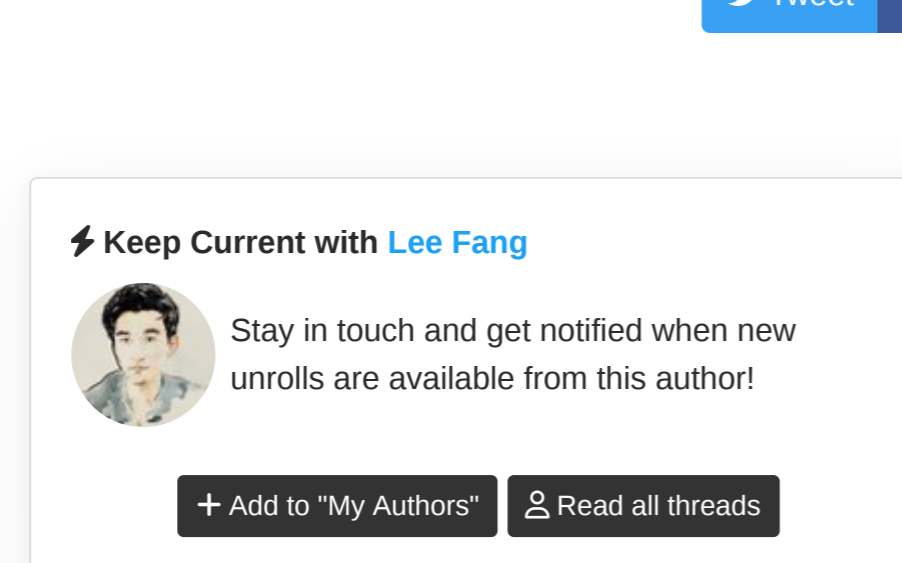 Tweet
Keep Current with Lee Fang
Stay in touch and get notified when new
unrolls are available from this author!
Add to "My Authors"
Read all threads